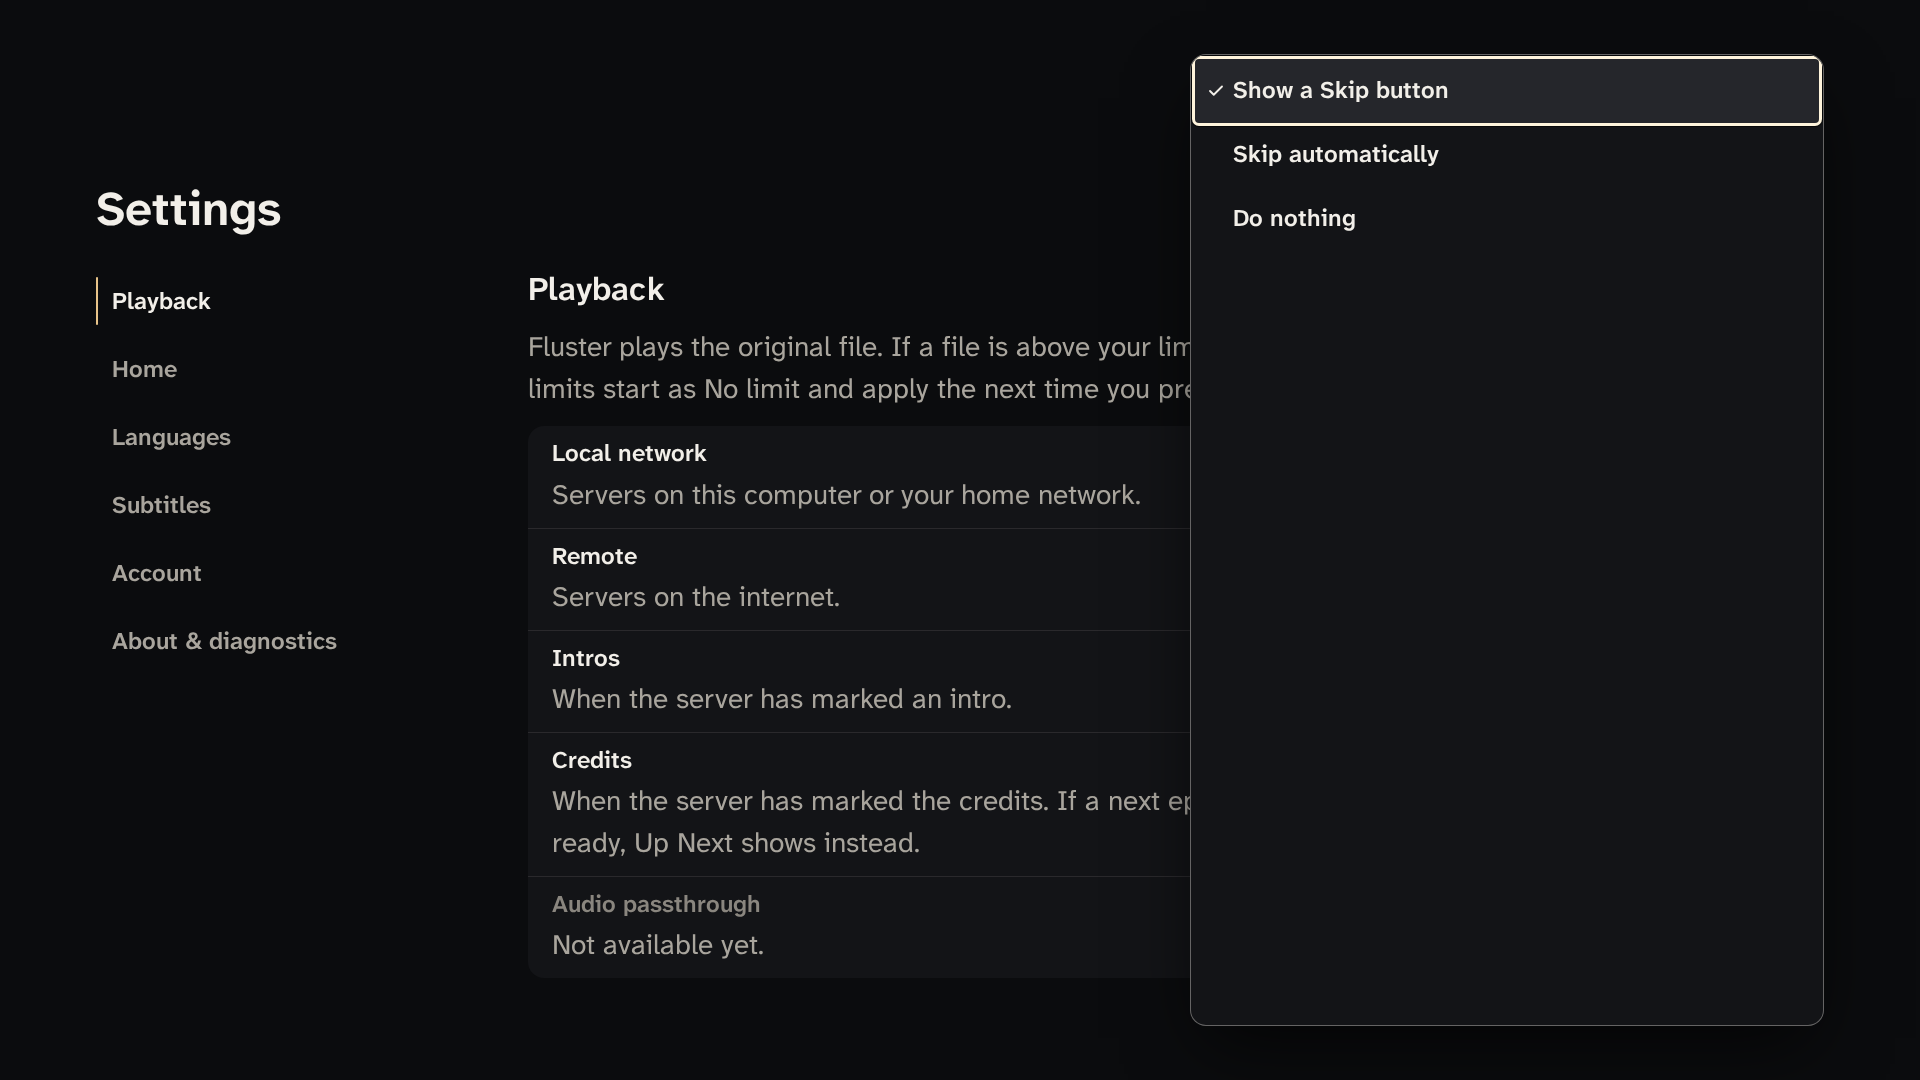 Settings
Playback
Home
Languages
Subtitles
Account
About & diagnostics
Playback
Fluster plays the original file. If a file is above your
limits start as No limit and apply the next time you
Local network
Servers on this computer or your home network.
Remote
Servers on the internet.
Intros
When the server has marked an intro.
Credits
When the server has marked the credits. If a next
ready, Up Next shows instead.
Audio passthrough
Not available yet.
Show a Skip button
Skip automatically
Do nothing